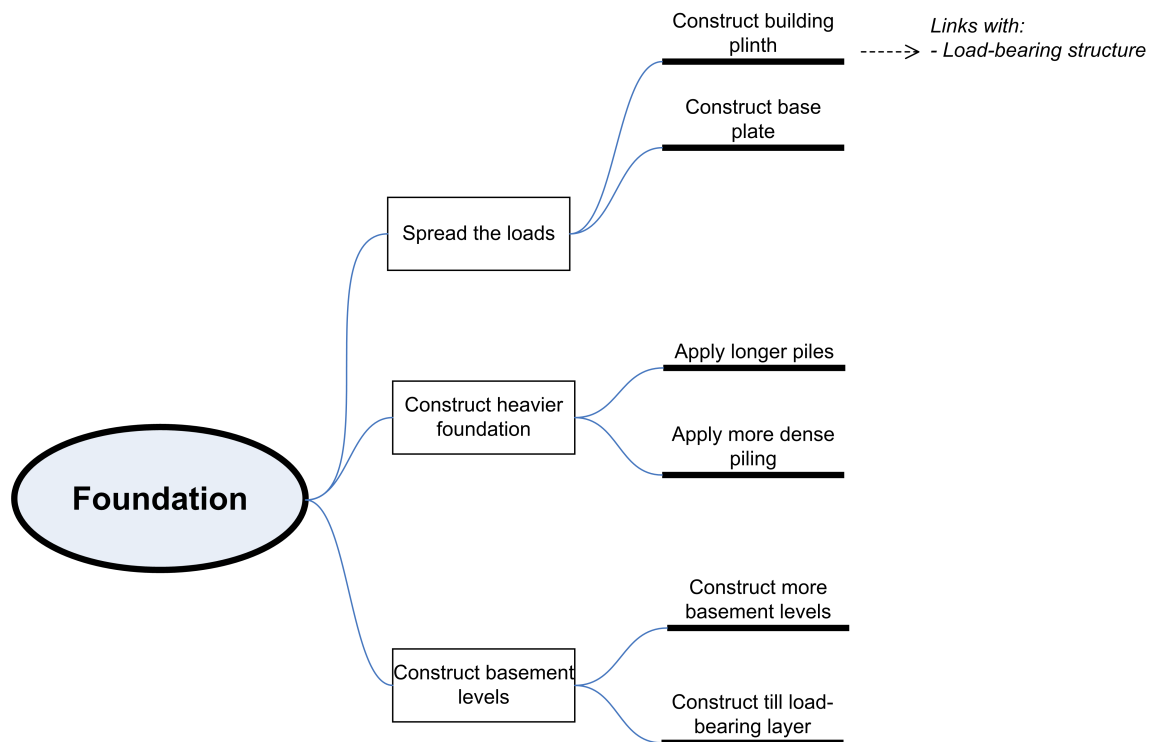 Construct building
plinth
Links with:
- Load-bearing structure
Construct base
plate
Spread the loads
Apply longer piles
Construct heavier
foundation
Apply more dense
piling
Foundation
Construct more
basement levels
Construct basement
levels
Construct till load-
bearing layer